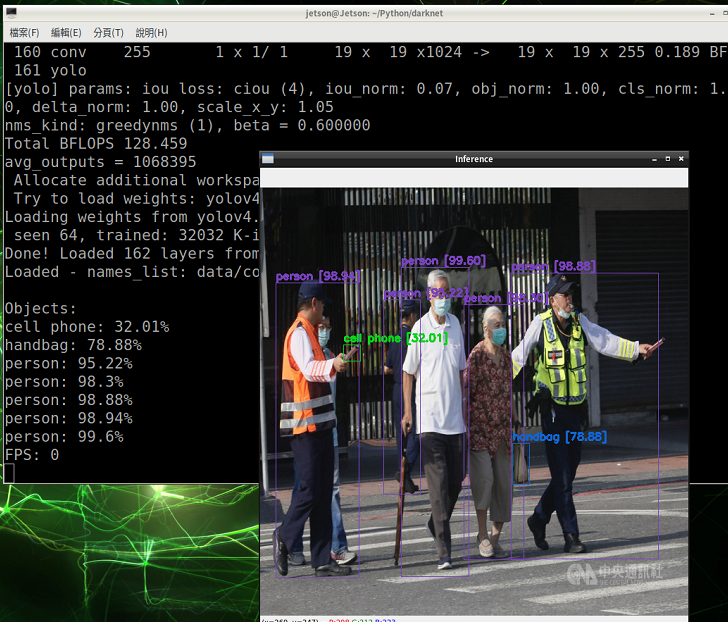 jetson@Jetson: ~/Python/darknet
檔案(F) 編輯(E) 分頁(T) 說明(H)
160 conv 255 1 x 1/ 1 19 x 19 x1024 -> 19 x 19 x 255 0.189 BF
161 yolo
[yolo] params: iou loss: ciou (4), iou_norm: 0.07, obj_norm: 1.00, cls_norm: 1.
0, delta_norm: 1.00, scale_x_y: 1.05
nms_kind: greedynms (1), beta = 0.600000
Total BFLOPS 128.459
avg_outputs = 1068395
Allocate additional workspa
Try to load weights: yolov4
Loading weights from yolov4.
seen 64, trained: 32032 K-i
Done! Loaded 162 layers from
Loaded - names_list: data/co
Objects:
cell phone: 32.01%
handbag: 78.88%
person: 95.22%
person: 98.3%
person: 98.88%
person: 98.94%
person: 99.6%
FPS: 0
Inference
person [99.60]
person [98.88]
person [98.94]
person [95.22]
person [98.30]
cell phone [32.01]
handbag [78.88]
中央通訊社